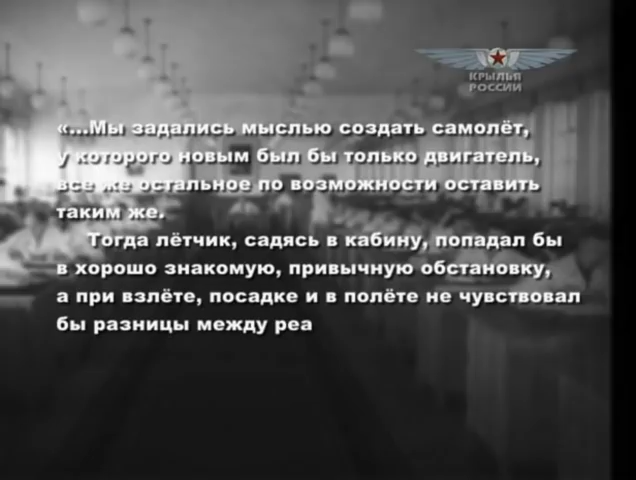 КРЫЛЬЯ
РОССИИ
«...Мы задались мыслью создать самолёт,
у которого новым был бы только двигатель,
все же остальное по возможности оставить
таким же.
Тогда лётчик, садясь в кабину, попадал бы
в хорошо знакомую, привычную обстановку,
а при взлёте, посадке и в полёте не чувствовал
бы разницы между реа